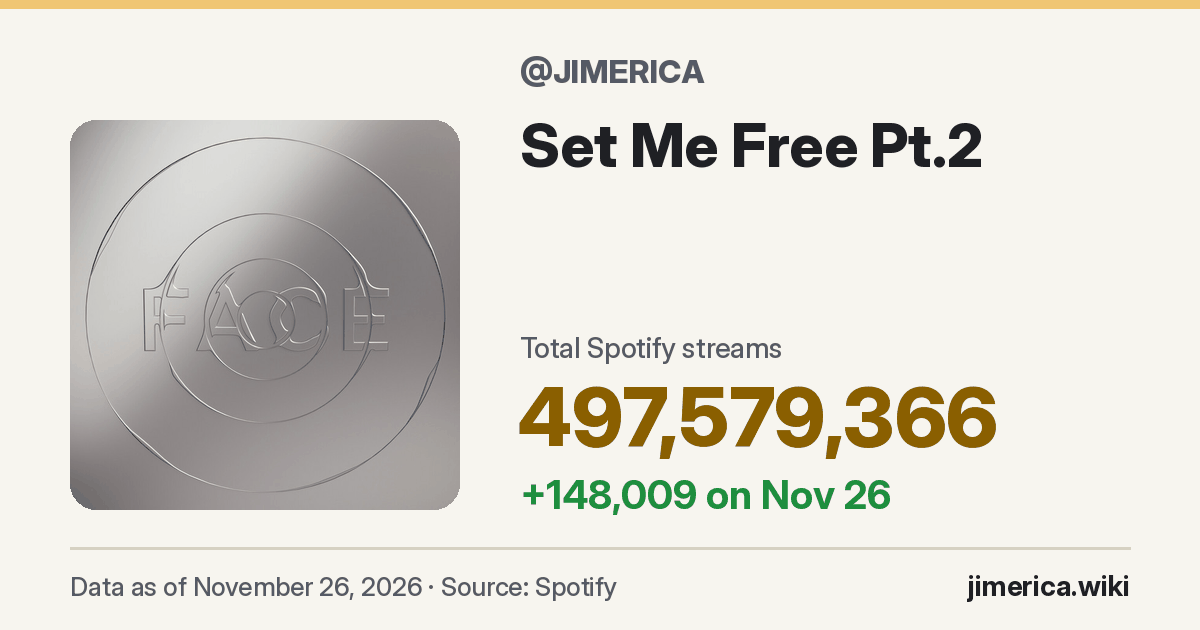 @JIMERICA
Set Me Free Pt.2
FACE
Total Spotify streams
497,579,366
+148,009 on Nov 26
Data as of November 26, 2026 · Source: Spotify
jimerica.wiki